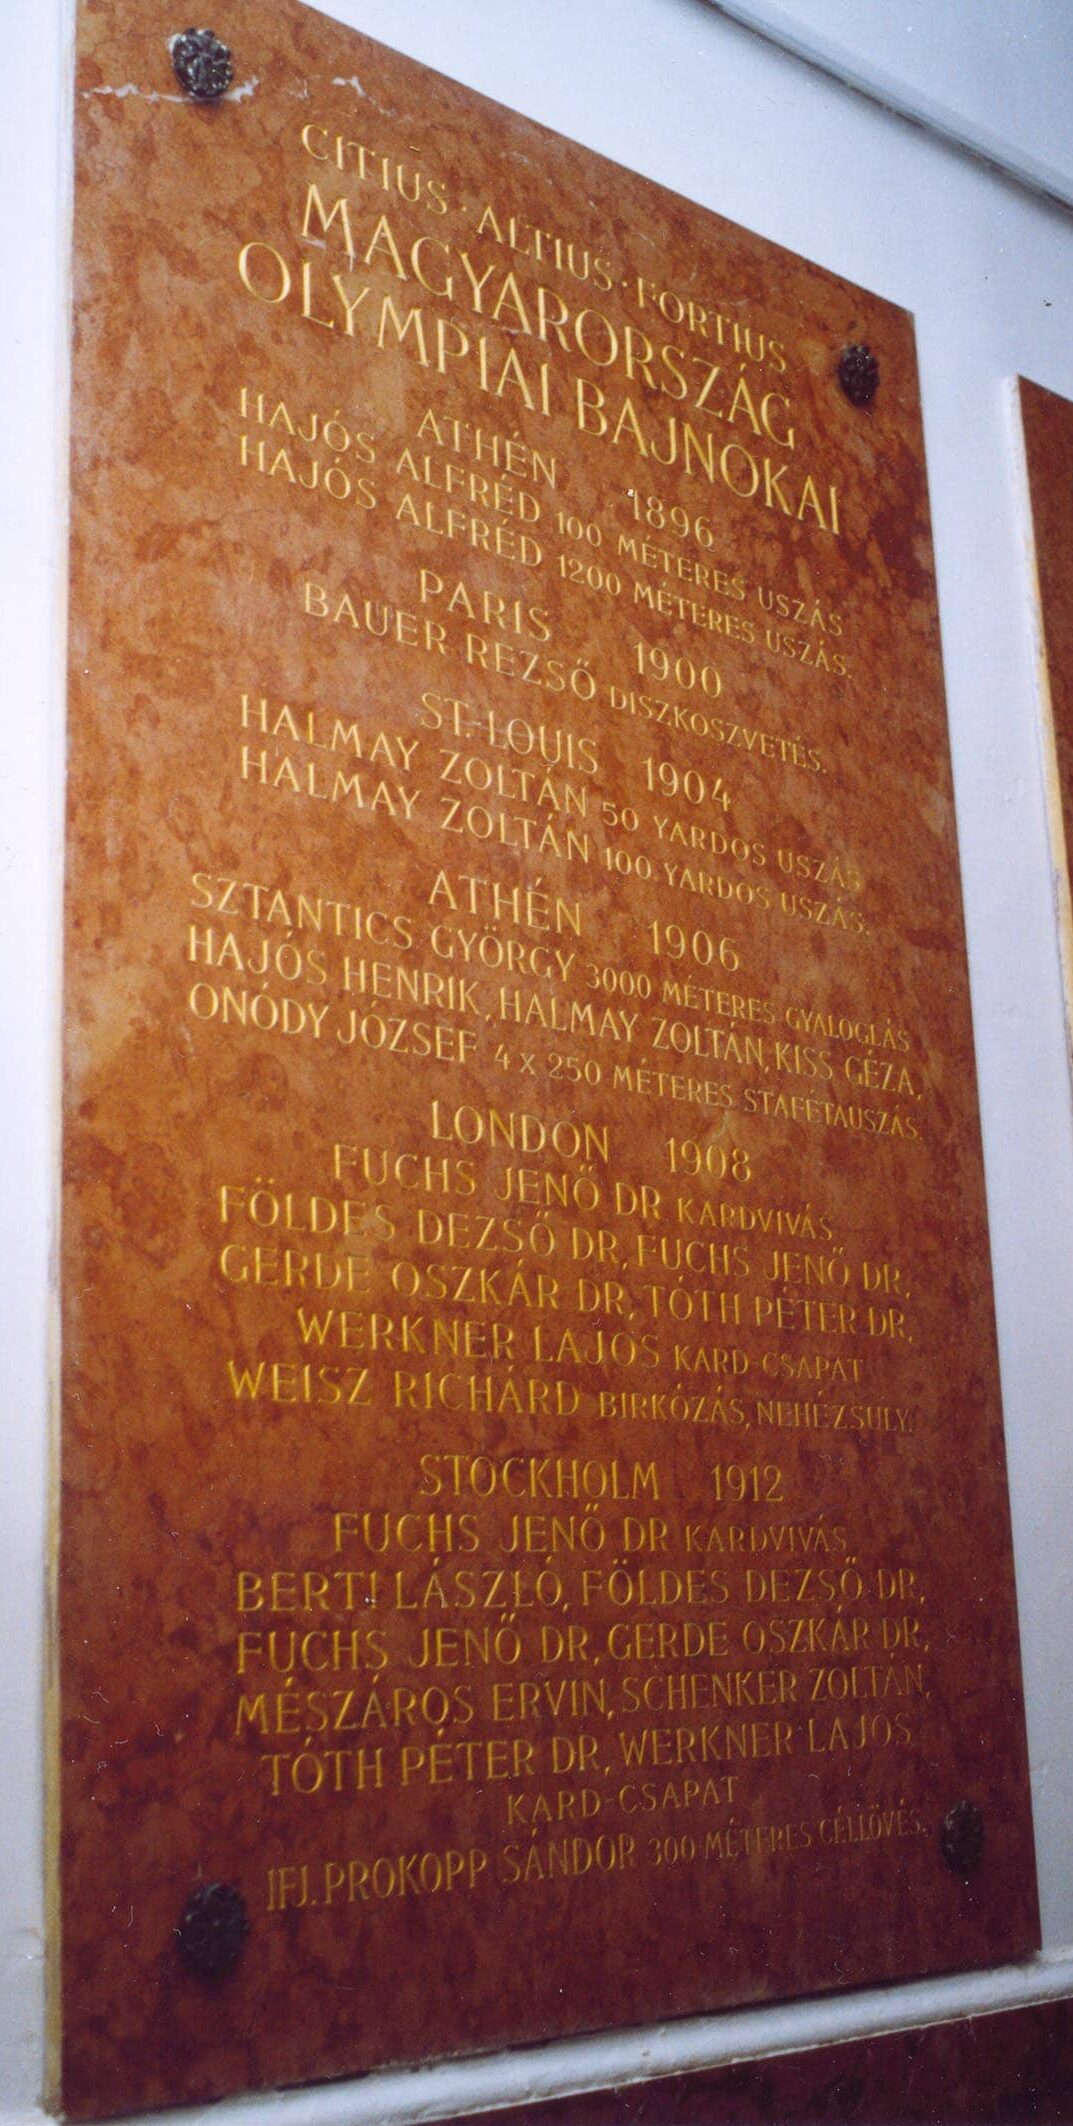 CITIUS · ALTIUS · FORTIUS
MAGYARORSZÁG
OLYMPIAI BAJNOKAI
ATHÉN 1896
HAJÓS ALFRÉD 100 MÉTERES USZÁS
HAJÓS ALFRÉD 1200 MÉTERES USZÁS.
PARIS 1900
BAUER REZSŐ DISZKOSZVETÉS.
ST.-LOUIS 1904
HALMAY ZOLTÁN 50 YARDOS USZÁS
HALMAY ZOLTÁN 100 YARDOS USZÁS.
ATHÉN 1906
SZTANTICS GYÖRGY 3000 MÉTERES GYALOGLÁS
HAJÓS HENRIK, HALMAY ZOLTÁN, KISS GÉZA,
ONÓDY JÓZSEF 4 X 250 MÉTERES STAFÉTAUSZÁS.
LONDON 1908
FUCHS JENŐ DR KARDVIVÁS
FÖLDES DEZSŐ DR, FUCHS JENŐ DR,
GERDE OSZKÁR DR, TÓTH PÉTER DR,
WERKNER LAJOS KARD-CSAPAT
WEISZ RICHÁRD BIRKÓZÁS, NEHÉZSULY.
STOCKHOLM 1912
FUCHS JENŐ DR KARDVIVÁS
BERTI LÁSZLÓ, FÖLDES DEZSŐ DR,
FUCHS JENŐ DR, GERDE OSZKÁR DR,
MÉSZÁROS ERVIN, SCHENKER ZOLTÁN,
TÓTH PÉTER DR, WERKNER LAJOS
KARD-CSAPAT
IFJ. PROKOPP SÁNDOR 300 MÉTERES CÉLLÖVÉS.